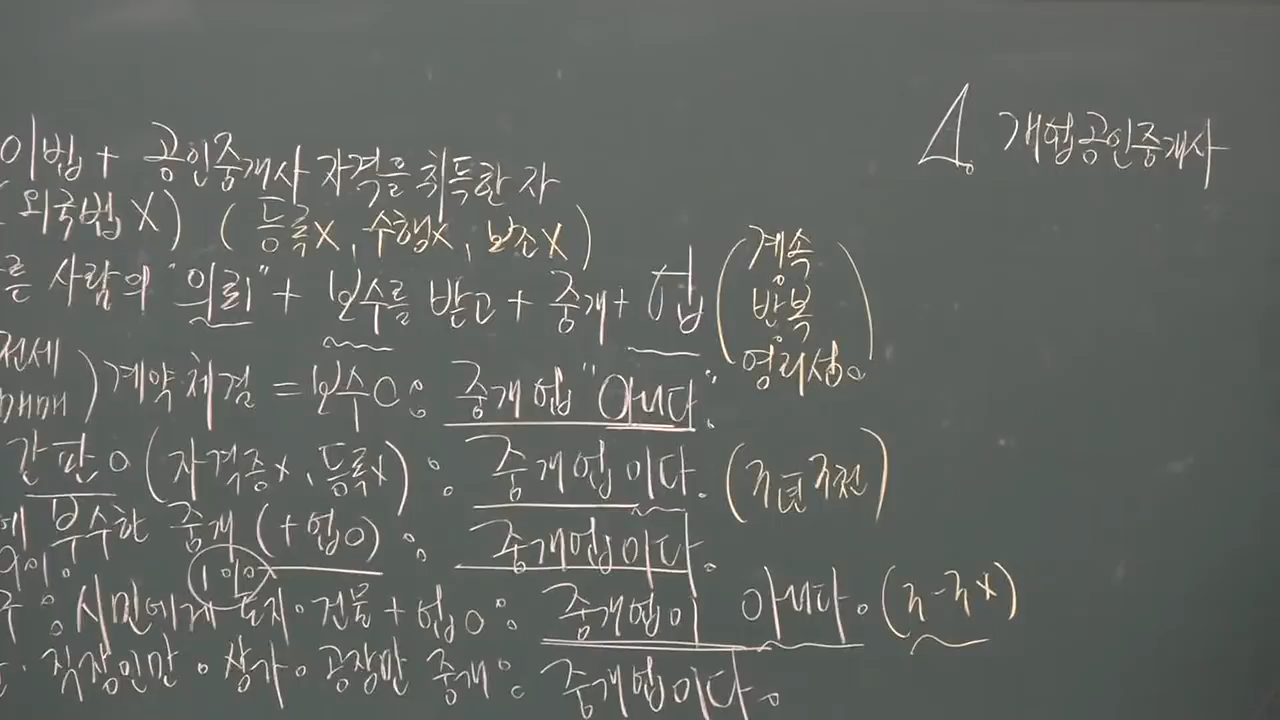 이법 + 공인중개사 자격을 취득한 자
외국법 X) (등록X, 수행X, 보조X)
른 사람의 "의뢰" + 보수를 받고 + 중개 + 업 (계속
반복
영리성。)
전세
매매) 계약체결 = 보수O : 중개업 "아니다".
간판O (자격증X, 등록X) : 중개업이다. (3년 3천)
에 부수한 중개 (+업O) : 중개업이다.
1인
주 : 시민에게 토지·건물 + 업O : 중개업이 아니다.
직장인만·상가·공장만 중개 : 중개업이다。
4. 개업공인중개사